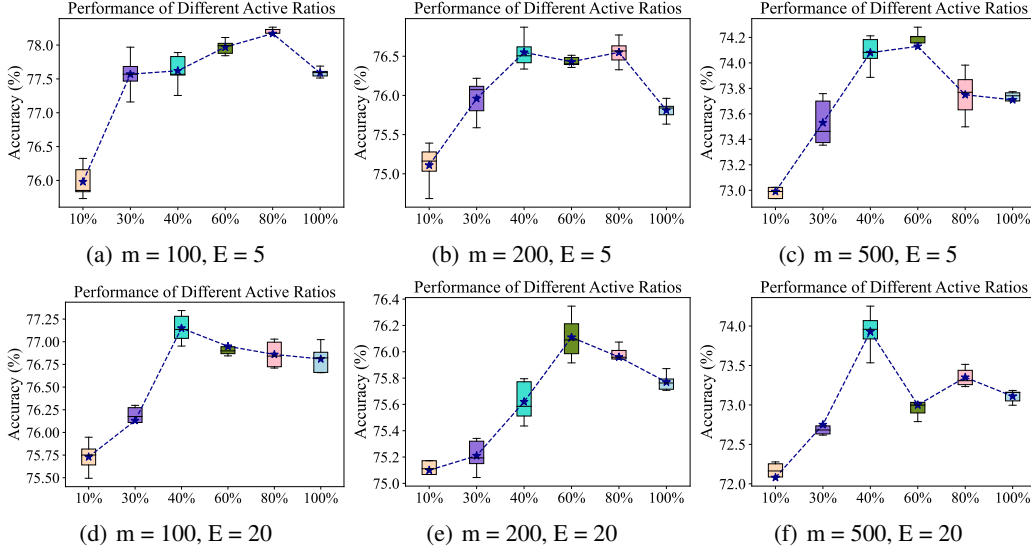 Performance of Different Active Ratios
Accuracy (%)
78.0
77.5
77.0
76.5
76.0
10% 30% 40% 60% 80% 100%
(a) m = 100, E = 5
Performance of Different Active Ratios
Accuracy (%)
76.5
76.0
75.5
75.0
10% 30% 40% 60% 80% 100%
(b) m = 200, E = 5
Performance of Different Active Ratios
Accuracy (%)
74.2
74.0
73.8
73.6
73.4
73.2
73.0
10% 30% 40% 60% 80% 100%
(c) m = 500, E = 5
Performance of Different Active Ratios
Accuracy (%)
77.25
77.00
76.75
76.50
76.25
76.00
75.75
75.50
10% 30% 40% 60% 80% 100%
(d) m = 100, E = 20
Performance of Different Active Ratios
Accuracy (%)
76.4
76.2
76.0
75.8
75.6
75.4
75.2
75.0
10% 30% 40% 60% 80% 100%
(e) m = 200, E = 20
Performance of Different Active Ratios
Accuracy (%)
74.0
73.5
73.0
72.5
72.0
10% 30% 40% 60% 80% 100%
(f) m = 500, E = 20